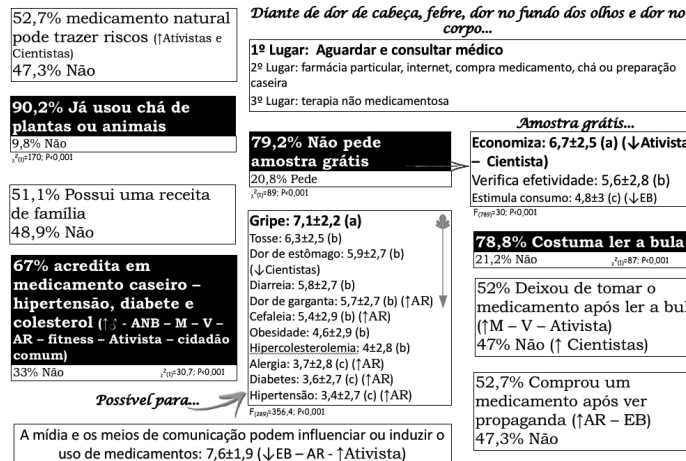 52,7% medicamento natural
pode trazer riscos (↑Ativistas e
Cientistas)
47,3% Não
90,2% Já usou chá de
plantas ou animais
9,8% Não
χ²(1)=170; P<0,001
51,1% Possui uma receita
de família
48,9% Não
67% acredita em
medicamento caseiro –
hipertensão, diabete e
colesterol (↑♂ - ANB – M – V –
AR – fitness – Ativista – cidadão
comum)
33% Não
χ²(1)=30,7; P<0,001
Possível para...
Diante de dor de cabeça, febre, dor no fundo dos olhos e dor no
corpo...
1º Lugar: Aguardar e consultar médico
2º Lugar: farmácia particular, internet, compra medicamento, chá ou preparação
caseira
3º Lugar: terapia não medicamentosa
79,2% Não pede
amostra grátis
20,8% Pede
χ²(1)=89; P<0,001
Gripe: 7,1±2,2 (a)
Tosse: 6,3±2,5 (b)
Dor de estômago: 5,9±2,7 (b)
(↓Cientistas)
Diarreia: 5,8±2,7 (b)
Dor de garganta: 5,7±2,7 (b) (↑AR)
Cefaleia: 5,4±2,9 (b) (↑AR)
Obesidade: 4,6±2,9 (b)
Hipercolesterolemia: 4±2,8 (b)
Alergia: 3,7±2,8 (c) (↑AR)
Diabetes: 3,6±2,7 (c) (↑AR)
Hipertensão: 3,4±2,7 (c) (↑AR)
F(289)=356,4; P<0,001
Amostra grátis...
Economiza: 6,7±2,5 (a) (↓Ativista
– Cientista)
Verifica efetividade: 5,6±2,8 (b)
Estimula consumo: 4,8±3 (c) (↓EB)
F(789)=30; P<0,001
78,8% Costuma ler a bula
21,2% Não
χ²(1)=87; P<0,001
52% Deixou de tomar o
medicamento após ler a bul
(↑M – V – Ativista)
47% Não (↑ Cientistas)
52,7% Comprou um
medicamento após ver
propaganda (↑AR – EB)
47,3% Não
A mídia e os meios de comunicação podem influenciar ou induzir o
uso de medicamentos: 7,6±1,9 (↓EB – AR - ↑Ativista)